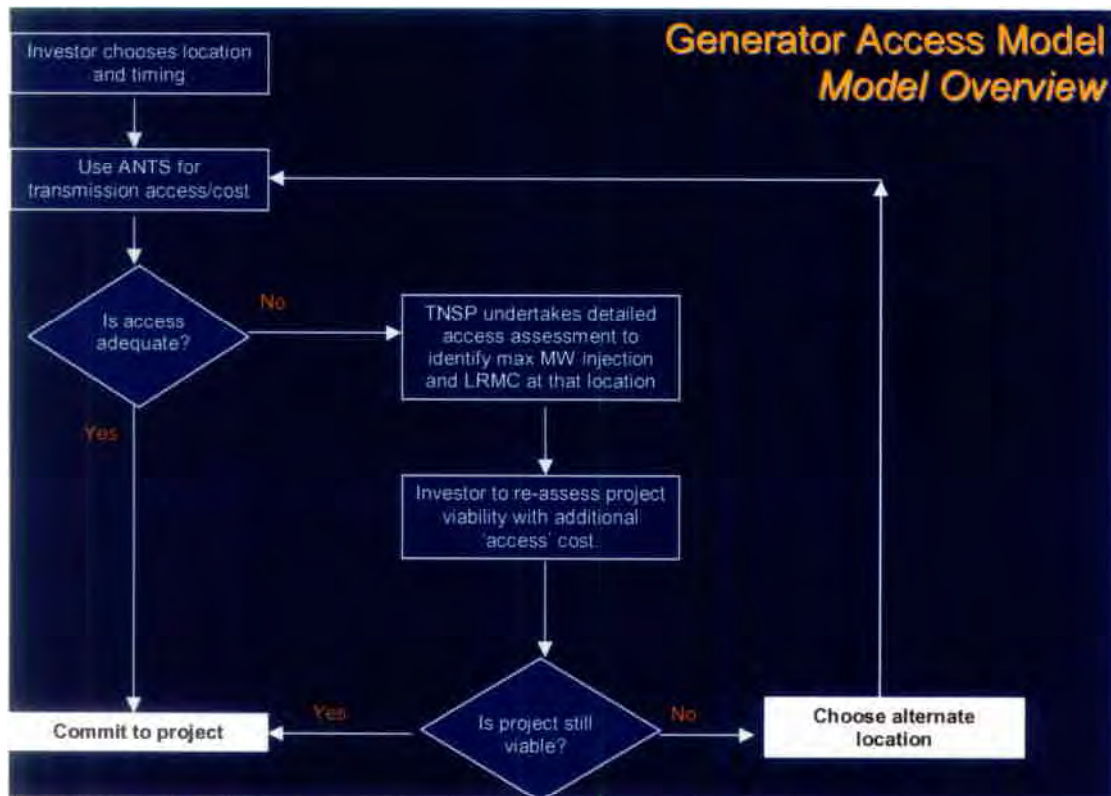 Generator Access Model
Model Overview
Investor chooses location
and timing
Use ANTS for
transmission access/cost
Is access
adequate?
No
TNSP undertakes detailed
access assessment to
identify max MW injection
and LRMC at that location
Yes
Investor to re-assess project
viability with additional
'access' cost.
Is project still
viable?
Yes
No
Commit to project
Choose alternate
location